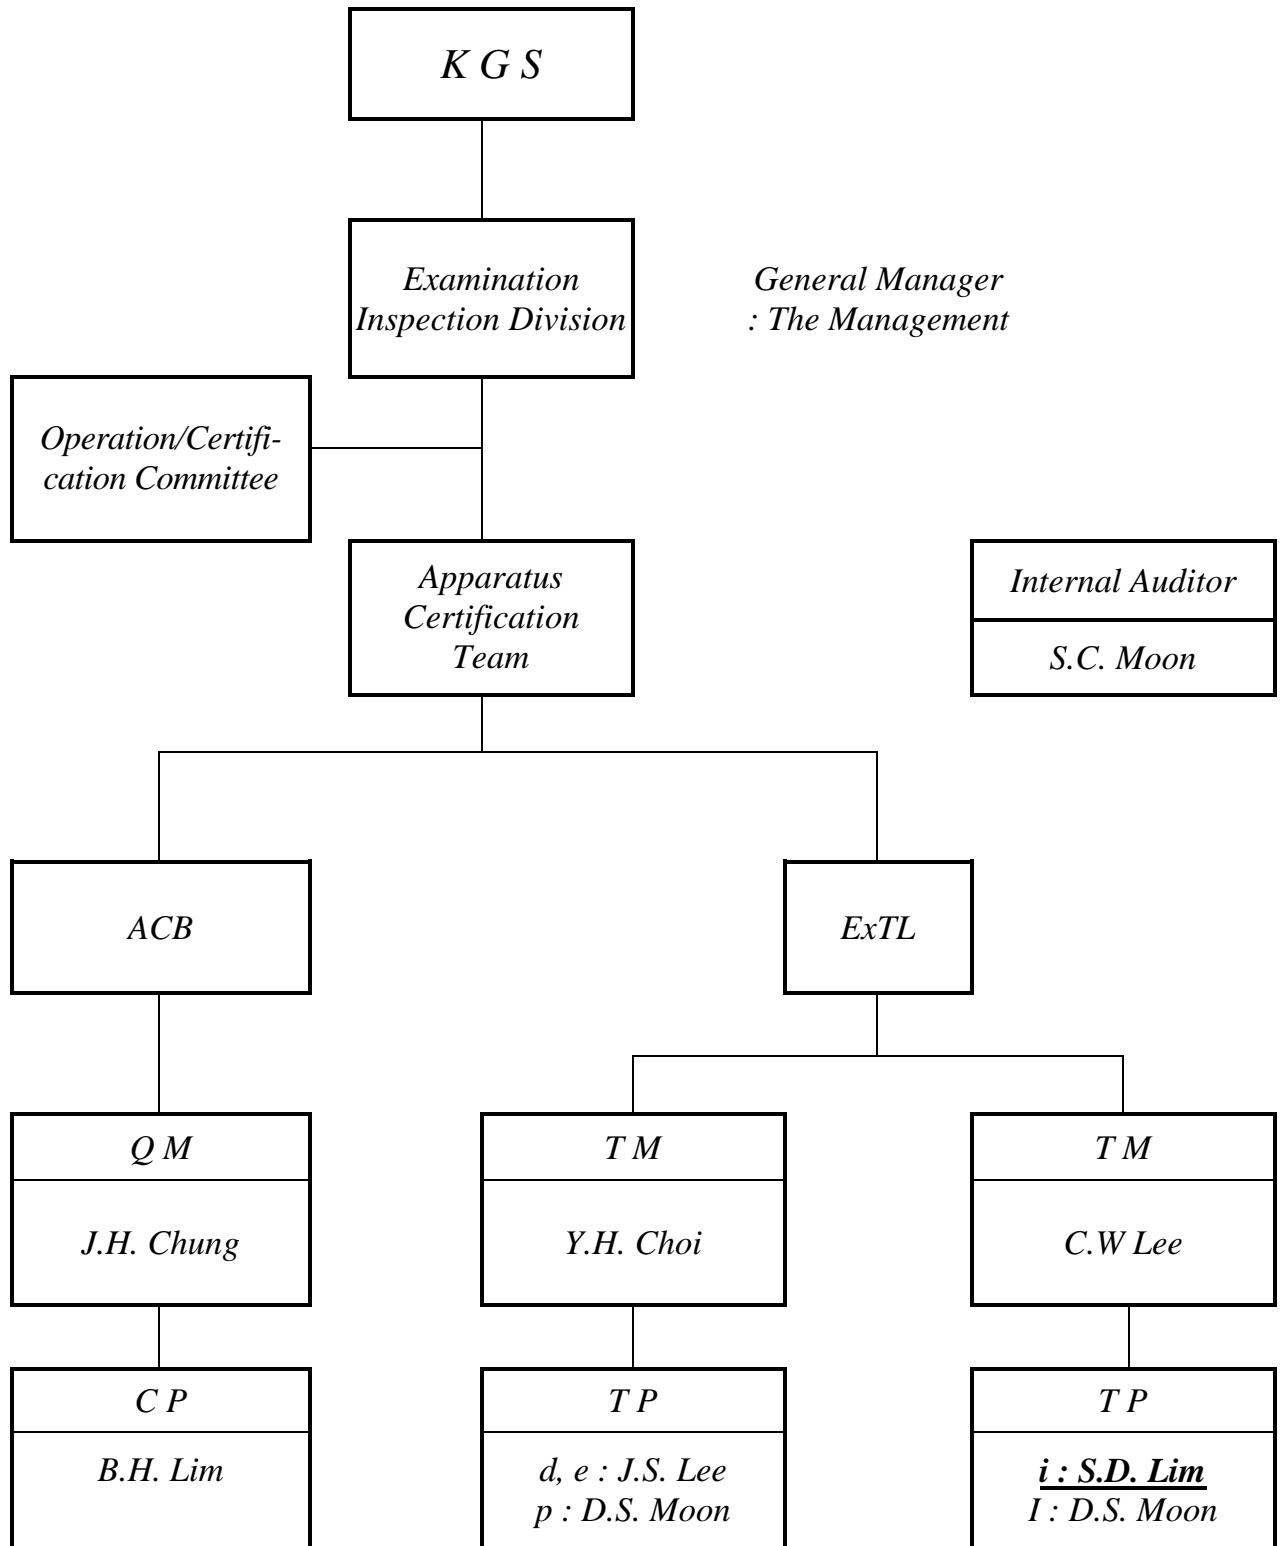 K G S
Examination
Inspection Division
General Manager
: The Management
Operation/Certifi-
cation Committee
Apparatus
Certification
Team
Internal Auditor
S.C. Moon
ACB
ExTL
Q M
T M
T M
J.H. Chung
Y.H. Choi
C.W Lee
C P
T P
T P
B.H. Lim
d, e : J.S. Lee
p : D.S. Moon
i : S.D. Lim
I : D.S. Moon